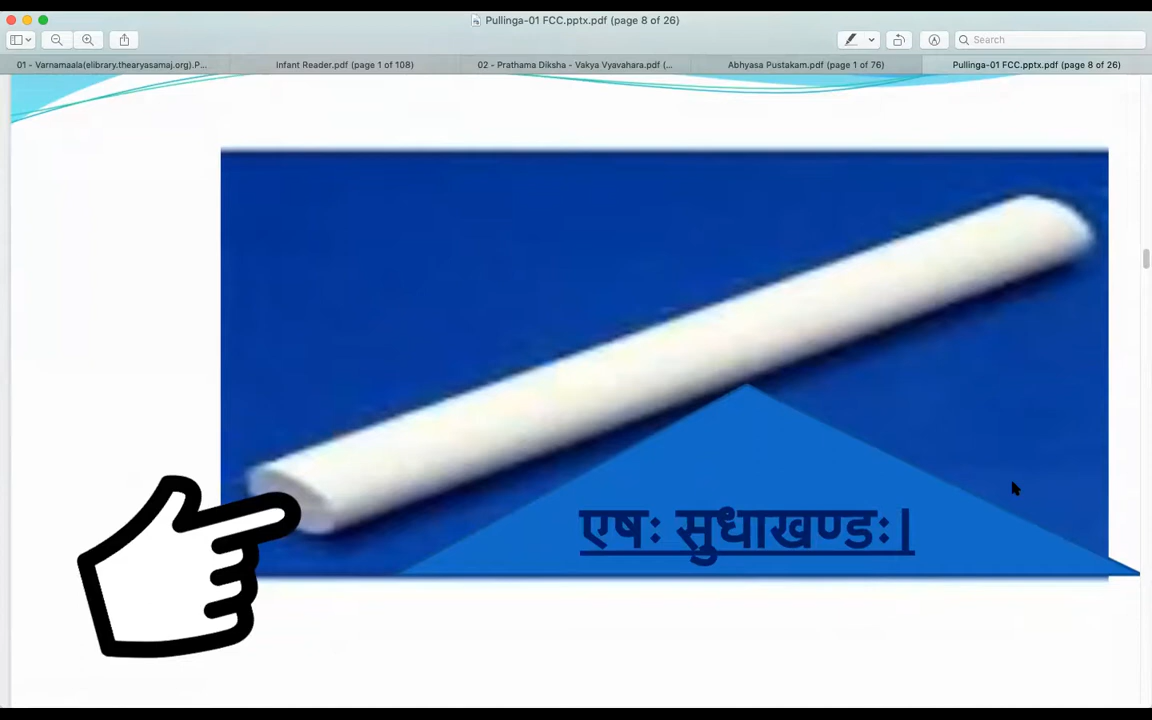 Pullinga-01 FCC.pptx.pdf (page 8 of 26)
Search
01 - Varnamaala(elibrary.thearyasamaj.org).P...
Infant Reader.pdf (page 1 of 108)
02 - Prathama Diksha - Vakya Vyavahara.pdf (...
Abhyasa Pustakam.pdf (page 1 of 76)
Pullinga-01 FCC.pptx.pdf (page 8 of 26)
एषः सुधाखण्डः।